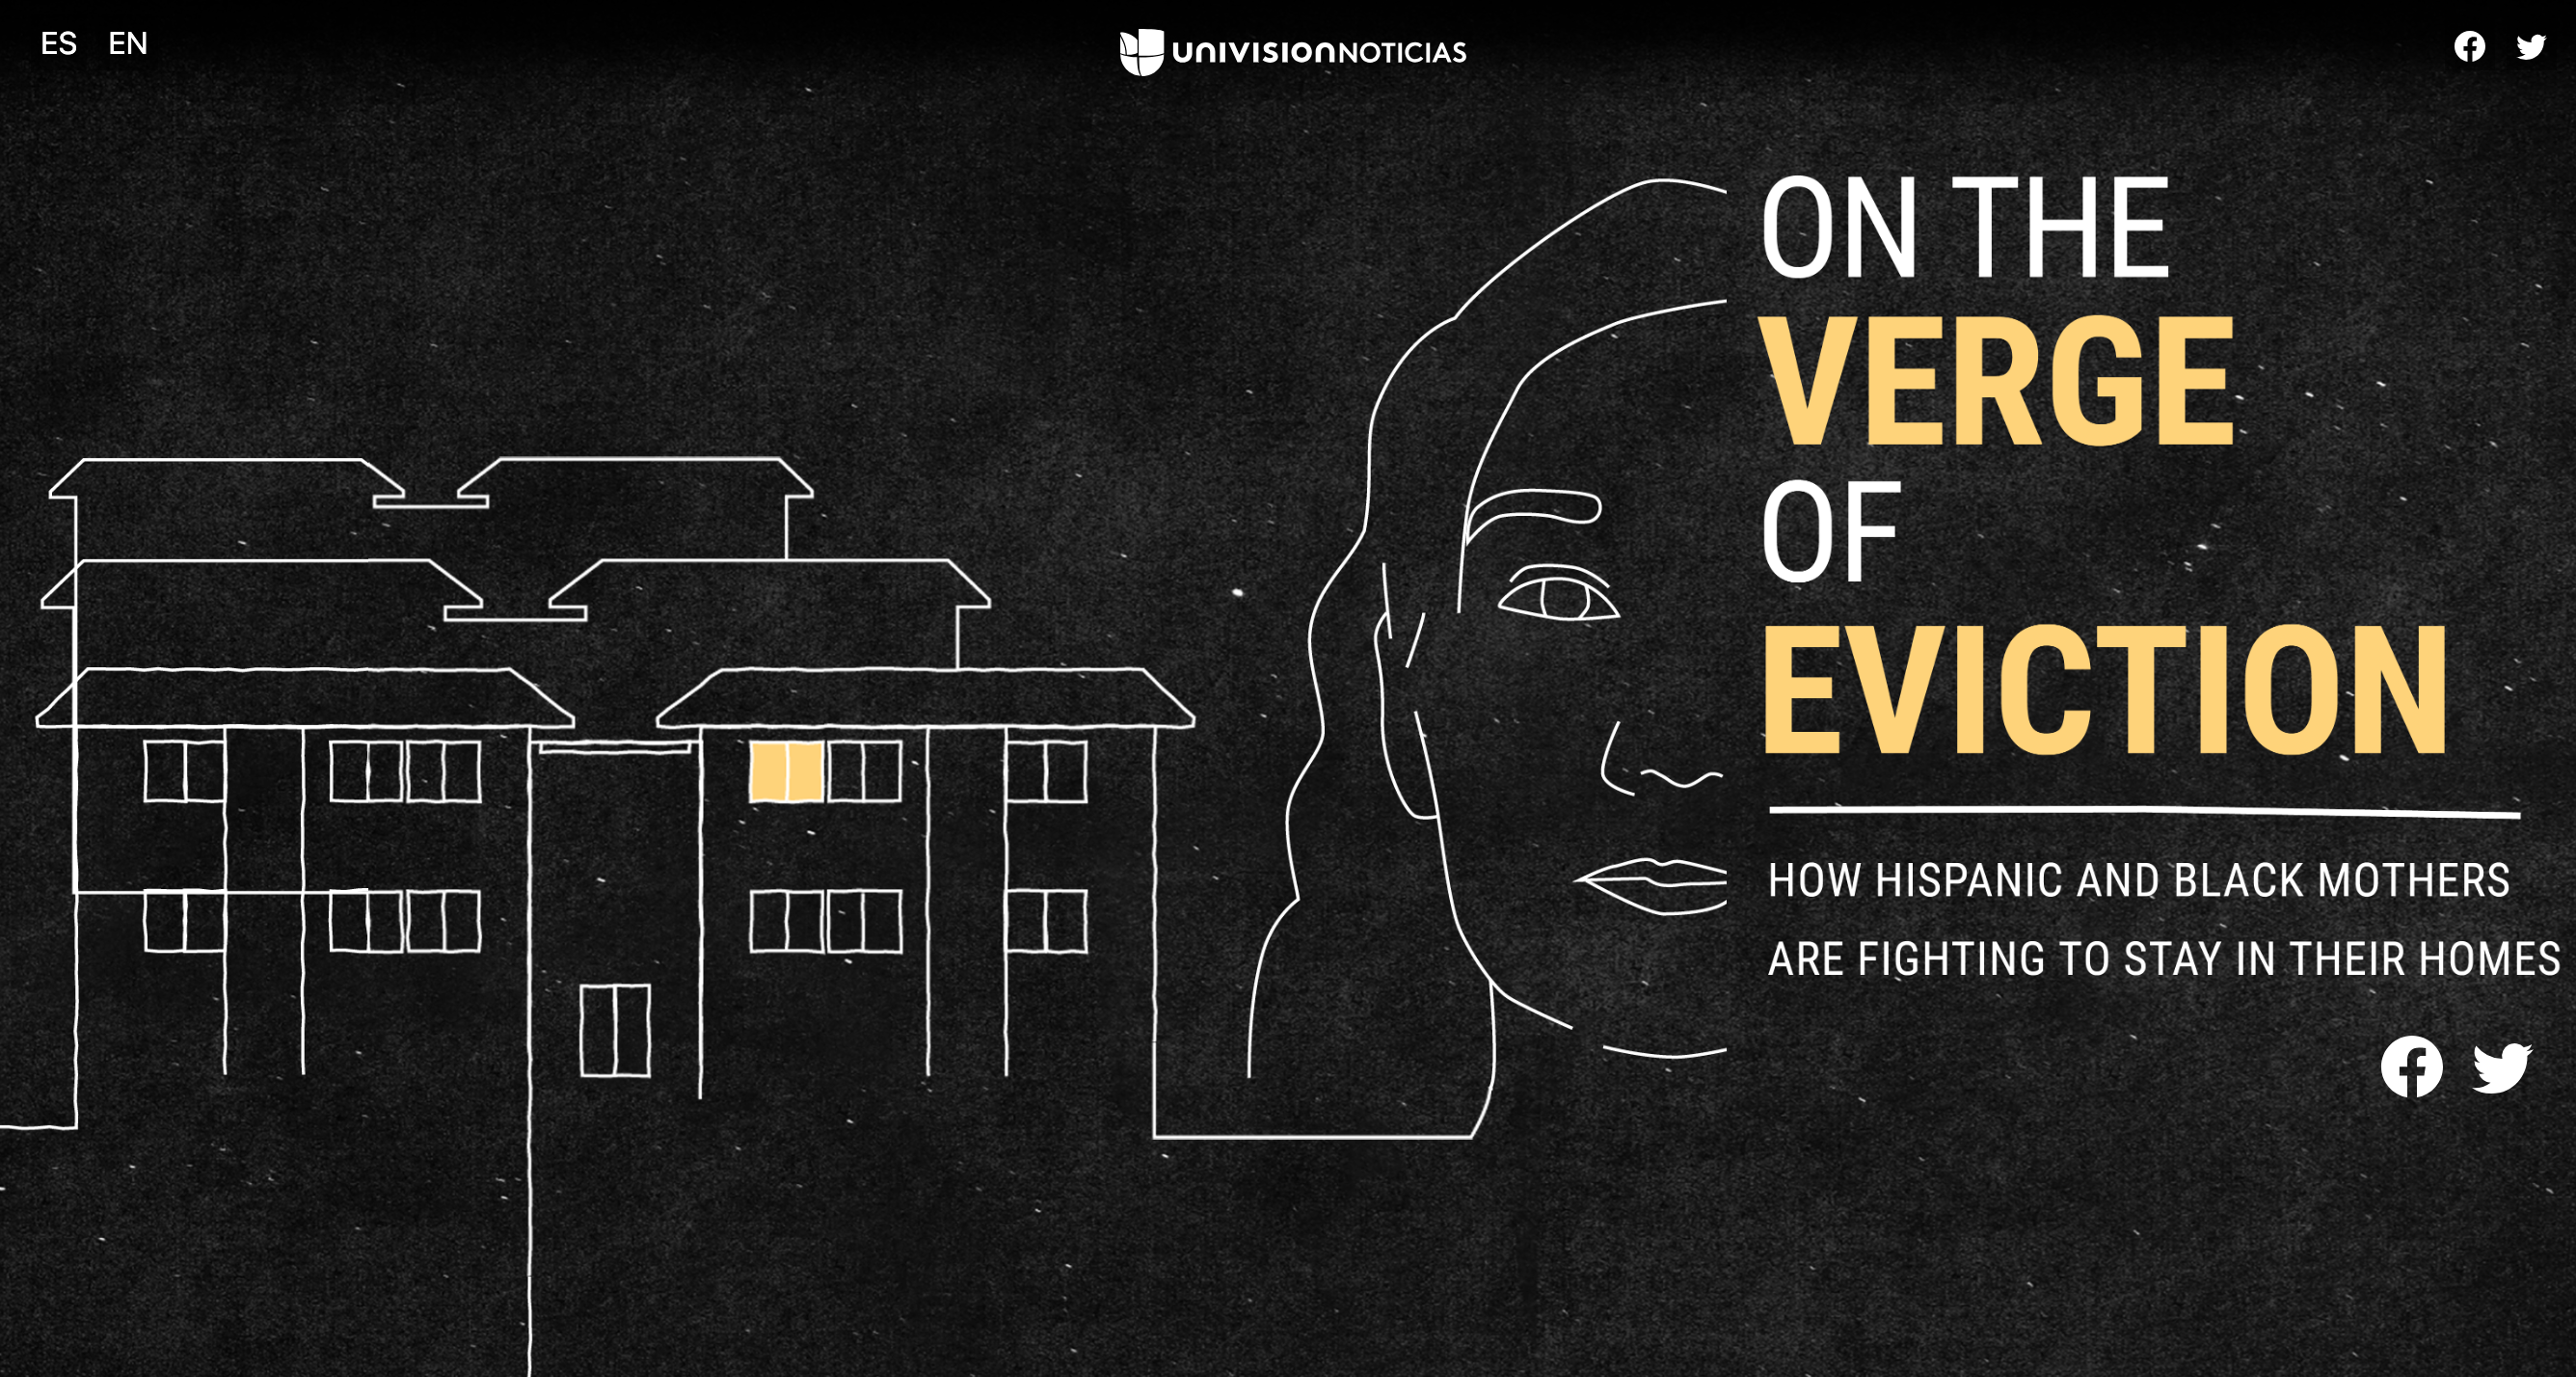 ES EN
UNIVISIONNOTICIAS
ON THE
VERGE
OF
EVICTION
HOW HISPANIC AND BLACK MOTHERS
ARE FIGHTING TO STAY IN THEIR HOMES